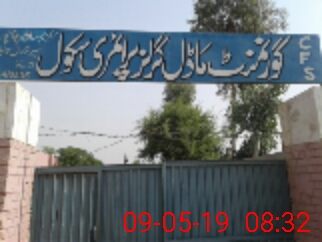 گورنمنٹ ماڈل گرلز پرائمری سکول
CFS
09-05-19 08:32